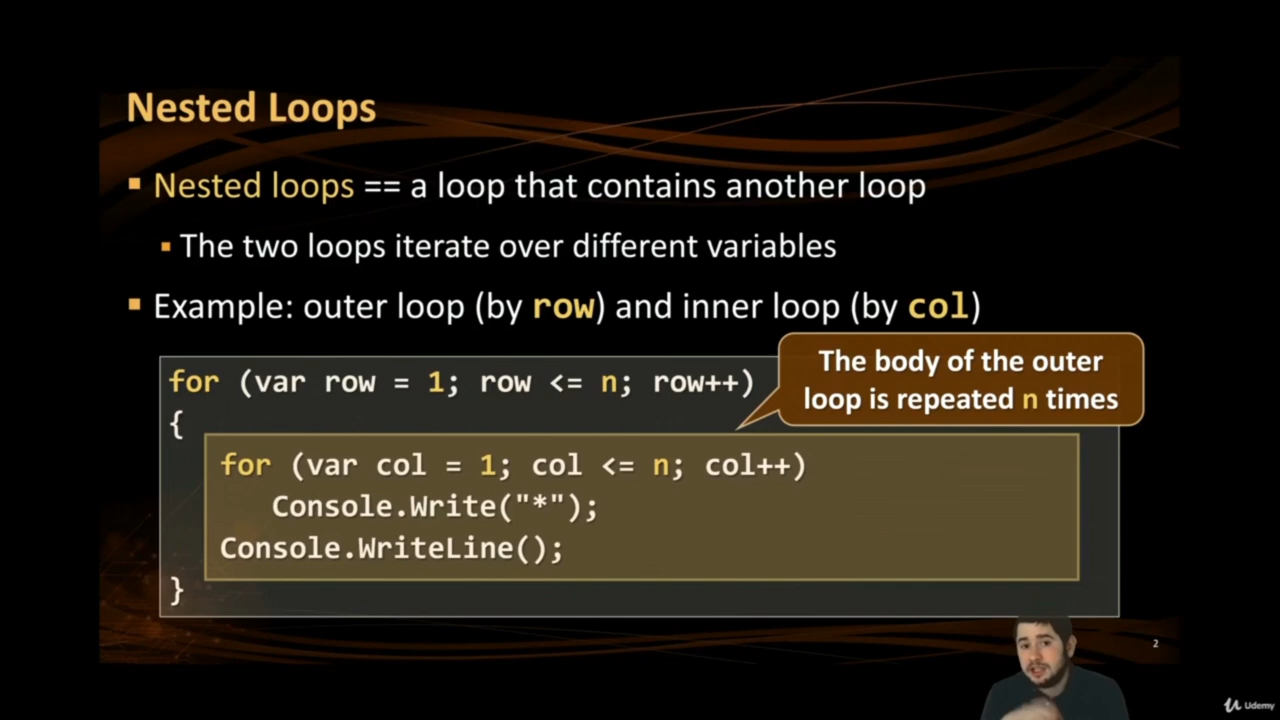 Nested Loops
Nested loops == a loop that contains another loop
The two loops iterate over different variables
Example: outer loop (by row) and inner loop (by col)
The body of the outer
loop is repeated n times
for (var row = 1; row <= n; row++)
{
for (var col = 1; col <= n; col++)
Console.Write("*");
Console.WriteLine();
}
2
Udemy